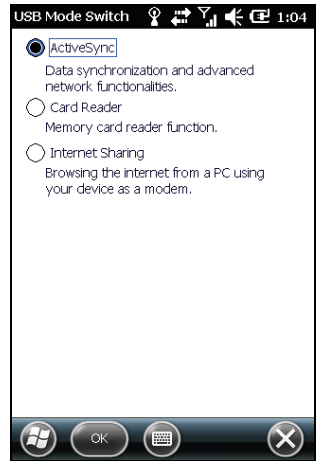 USB Mode Switch 1:04
ActiveSync
Data synchronization and advanced
network functionalities.
Card Reader
Memory card reader function.
Internet Sharing
Browsing the internet from a PC using
your device as a modem.
OK